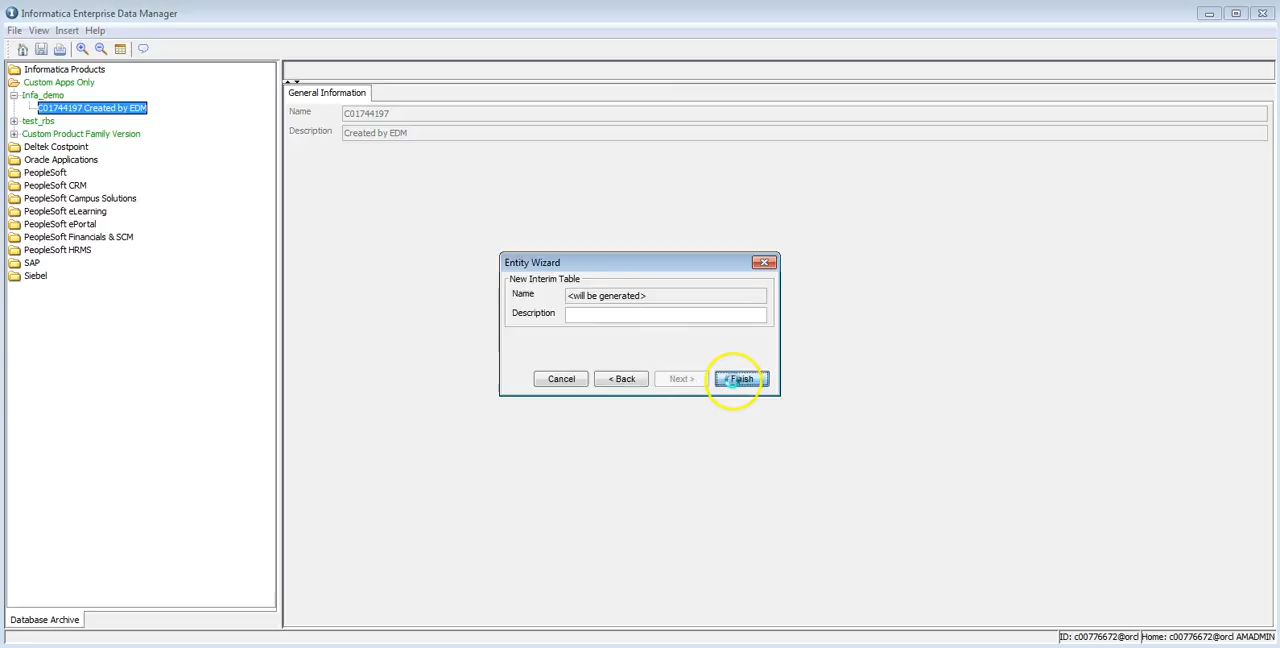 Informatica Enterprise Data Manager
File View Insert Help
Informatica Products
Custom Apps Only
Infa_demo
C01744197 Created by EDM
test_rbs
Custom Product Family Version
Deltek Costpoint
Oracle Applications
PeopleSoft
PeopleSoft CRM
PeopleSoft Campus Solutions
PeopleSoft eLearning
PeopleSoft ePortal
PeopleSoft Financials & SCM
PeopleSoft HRMS
SAP
Siebel
Database Archive
General Information
Name C01744197
Description Created by EDM
Entity Wizard
New Interim Table
Name <will be generated>
Description
Cancel < Back Next > Finish
ID: c00776672@orcl Home: c00776672@orcl AMADMIN